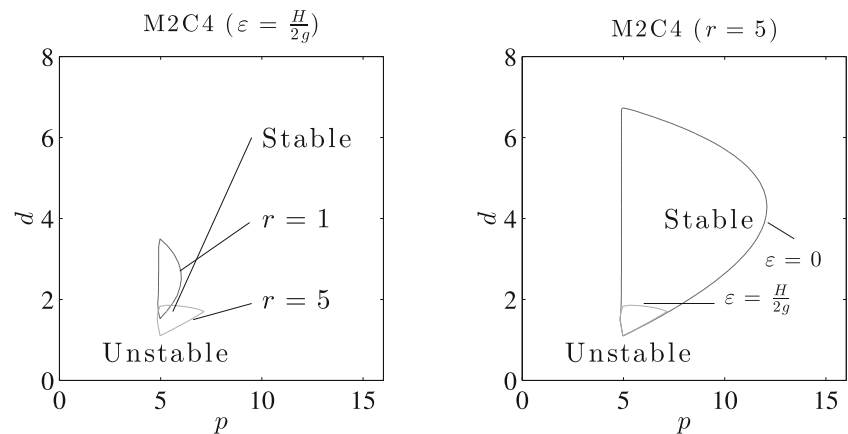 M2C4 (ε = H/2g)
8
6
4
2
0
d
Stable
r = 1
r = 5
Unstable
0 5 10 15
p
M2C4 (r = 5)
8
6
4
2
0
d
Stable
ε = 0
ε = H/2g
Unstable
0 5 10 15
p